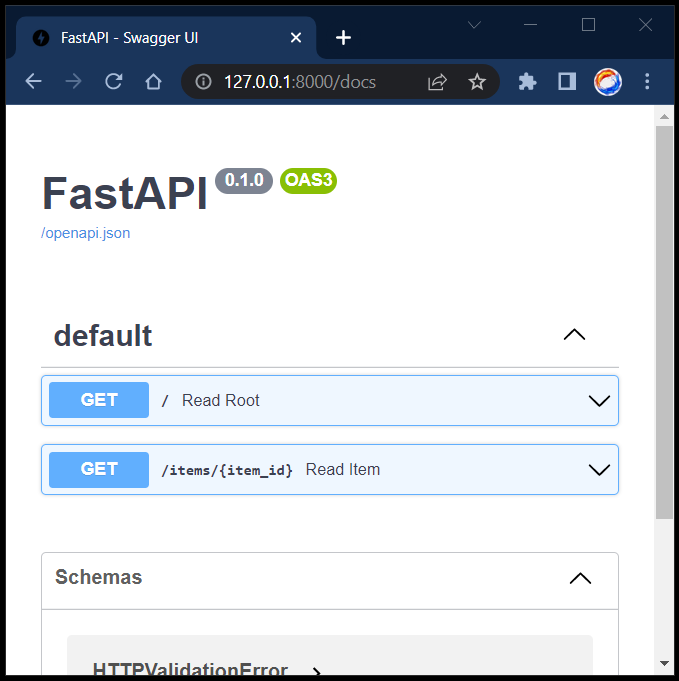 FastAPI - Swagger UI
127.0.0.1:8000/docs
FastAPI 0.1.0 OAS3
/openapi.json
default
GET / Read Root
GET /items/{item_id} Read Item
Schemas
HTTPValidationError